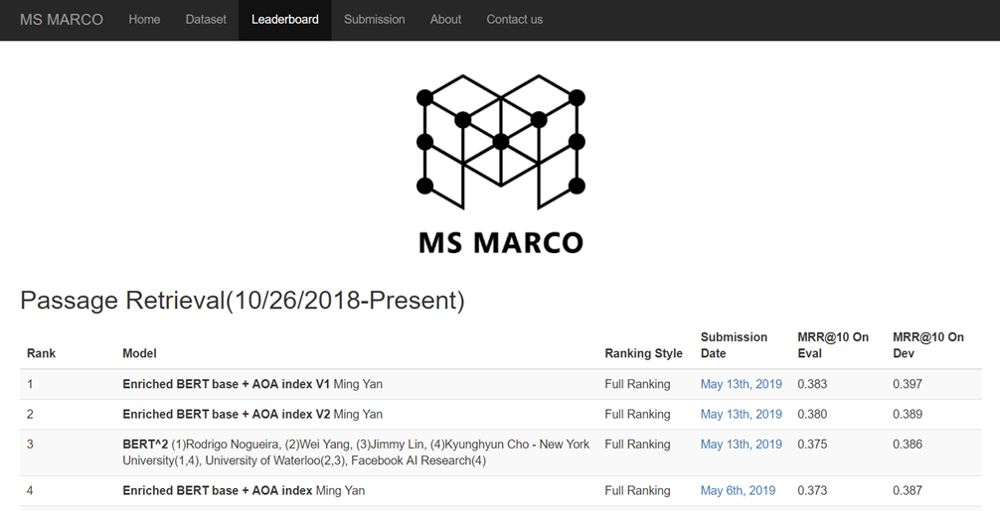 MS MARCO Home Dataset Leaderboard Submission About Contact us
MS MARCO
Passage Retrieval(10/26/2018-Present)
Rank Model Ranking Style Submission Date MRR@10 On Eval MRR@10 On Dev
1 Enriched BERT base + AOA index V1 Ming Yan Full Ranking May 13th, 2019 0.383 0.397
2 Enriched BERT base + AOA index V2 Ming Yan Full Ranking May 13th, 2019 0.380 0.389
3 BERT^2 (1)Rodrigo Nogueira, (2)Wei Yang, (3)Jimmy Lin, (4)Kyunghyun Cho - New York Full Ranking May 13th, 2019 0.375 0.386
University(1,4), University of Waterloo(2,3), Facebook AI Research(4)
4 Enriched BERT base + AOA index Ming Yan Full Ranking May 6th, 2019 0.373 0.387